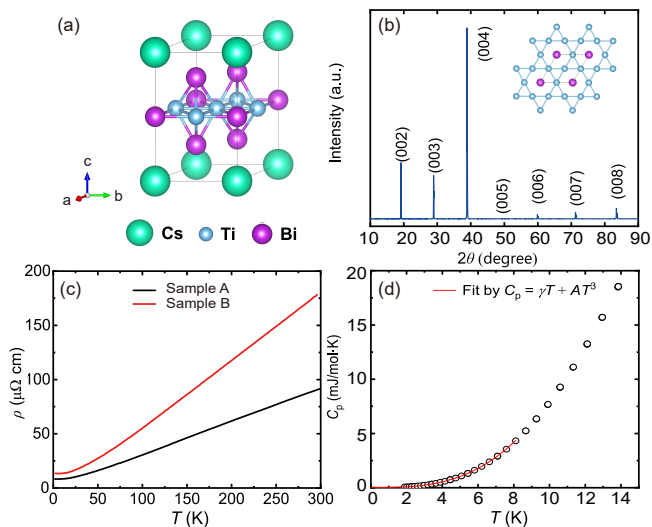 (a)
c
a
b
Cs Ti Bi
(b)
(004)
(002)
(003)
(005)
(006)
(007)
(008)
Intensity (a.u.)
10 20 30 40 50 60 70 80 90
2θ (degree)
(c)
Sample A
Sample B
200
150
100
50
0
ρ (μΩ cm)
0 50 100 150 200 250 300
T (K)
(d)
Fit by Cp = γT + AT³
20
15
10
5
0
Cp (mJ/mol·K)
0 2 4 6 8 10 12 14
T (K)